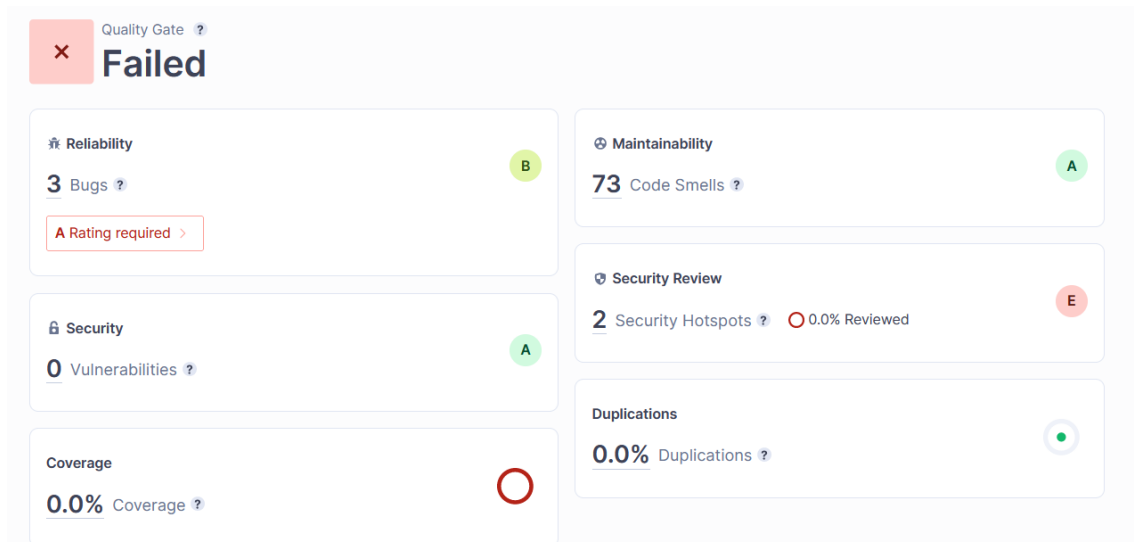 Quality Gate ?
Failed
Reliability
3 Bugs ?
B
A Rating required >
Maintainability
73 Code Smells ?
A
Security
0 Vulnerabilities ?
A
Security Review
2 Security Hotspots ? 0.0% Reviewed
E
Coverage
0.0% Coverage ?
Duplications
0.0% Duplications ?